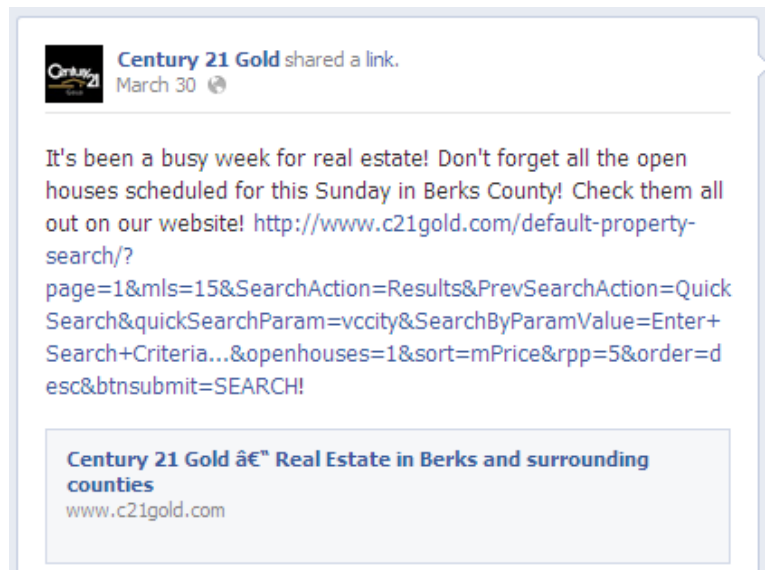 Century 21 Gold shared a link.
March 30
Century 21
Gold
It's been a busy week for real estate! Don't forget all the open
houses scheduled for this Sunday in Berks County! Check them all
out on our website! http://www.c21gold.com/default-property-
search/?
page=1&mls=15&SearchAction=Results&PrevSearchAction=Quick
Search&quickSearchParam=vccity&SearchByParamValue=Enter+
Search+Criteria...&openhouses=1&sort=mPrice&rpp=5&order=d
esc&btnsubmit=SEARCH!
Century 21 Gold â€“ Real Estate in Berks and surrounding
counties
www.c21gold.com